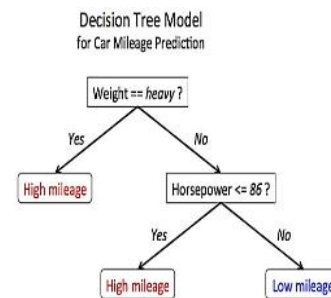 Decision Tree Model
for Car Mileage Prediction
Weight == heavy ?
Yes
No
High mileage
Horsepower <= 86 ?
Yes
No
High mileage
Low mileage